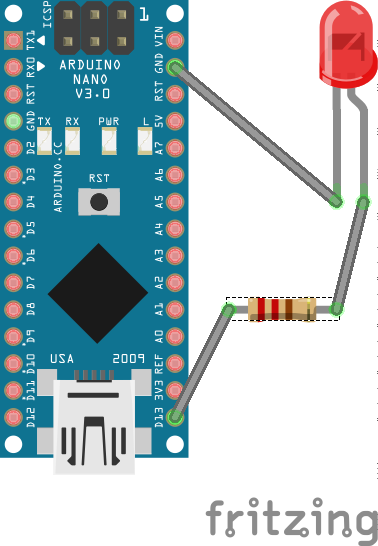 ICSP
1
TX1
RX0
RST
GND
D2
D3
D4
D5
D6
D7
D8
D9
D10
D11
D12
ARDUINO
NANO
V3.0
TX RX PWR L
ARDUINO.CC
RST
USA 2009
VIN
GND
RST
5V
A7
A6
A5
A4
A3
A2
A1
A0
REF
3V3
D13
fritzing